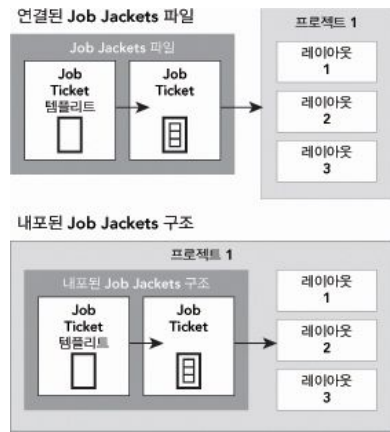 연결된 Job Jackets 파일
프로젝트 1
Job Jackets 파일
Job
Ticket
템플리트
Job
Ticket
레이아웃
1
레이아웃
2
레이아웃
3
내포된 Job Jackets 구조
프로젝트 1
내포된 Job Jackets 구조
Job
Ticket
템플리트
Job
Ticket
레이아웃
1
레이아웃
2
레이아웃
3